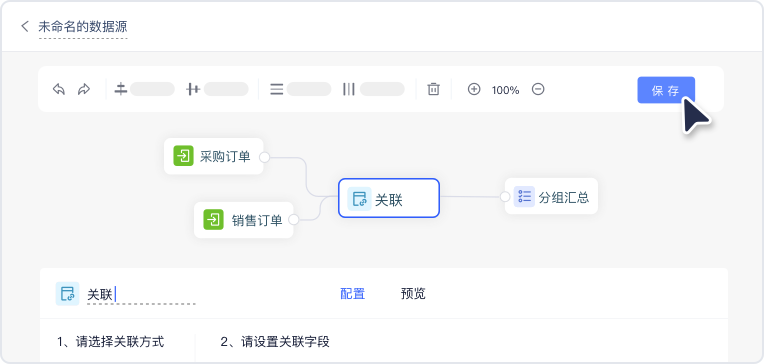 未命名的数据源
100%
保存
采购订单
关联
分组汇总
销售订单
关联
配置
预览
1、请选择关联方式
2、请设置关联字段